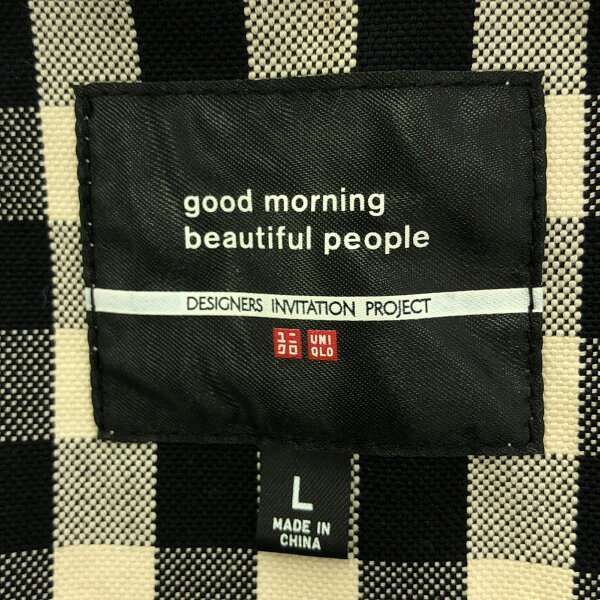 good morning
beautiful people
DESIGNERS INVITATION PROJECT
ユニ UNI
クロ QLO
L
MADE IN
CHINA